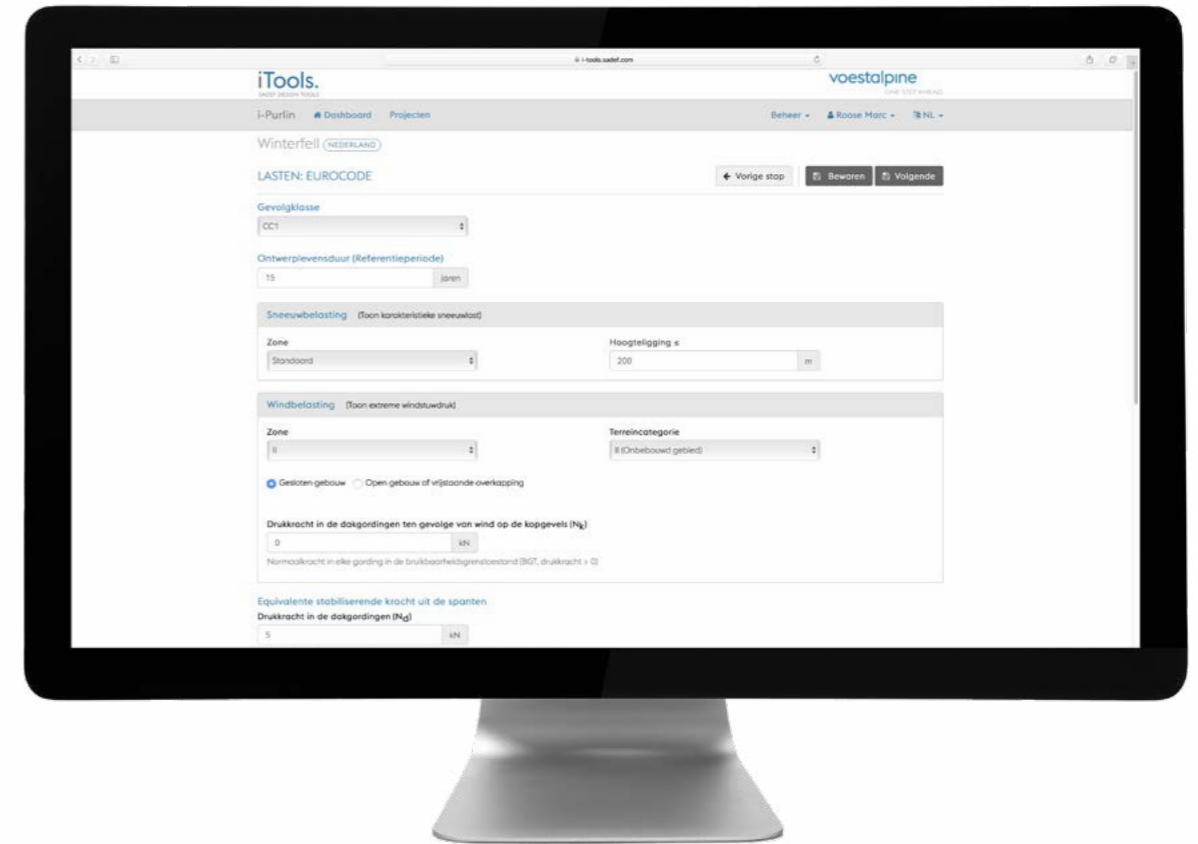 i-tools.sadef.com
iTools.
SADEF DESIGN TOOLS
voestalpine
ONE STEP AHEAD.
i-Purlin Dashboard Projecten Beheer Roose Marc NL
Winterfell NEDERLAND
LASTEN: EUROCODE
Vorige stap Bewaren Volgende
Gevolgklasse
CC1
Ontwerplevensduur (Referentieperiode)
15 jaren
Sneeuwbelasting (Toon karakteristieke sneeuwlast)
Zone Hoogteligging ≤
Standaard 200 m
Windbelasting (Toon extreme windstuwdruk)
Zone Terreincategorie
II II (Onbebouwd gebied)
Gesloten gebouw Open gebouw of vrijstaande overkapping
Drukkracht in de dakgordingen ten gevolge van wind op de kopgevels (Nk)
0 kN
Normaalkracht in elke gording in de bruikbaarheidsgrenstoestand (BGT, drukkracht > 0)
Equivalente stabiliserende kracht uit de spanten
Drukkracht in de dakgordingen (Nd)
5 kN